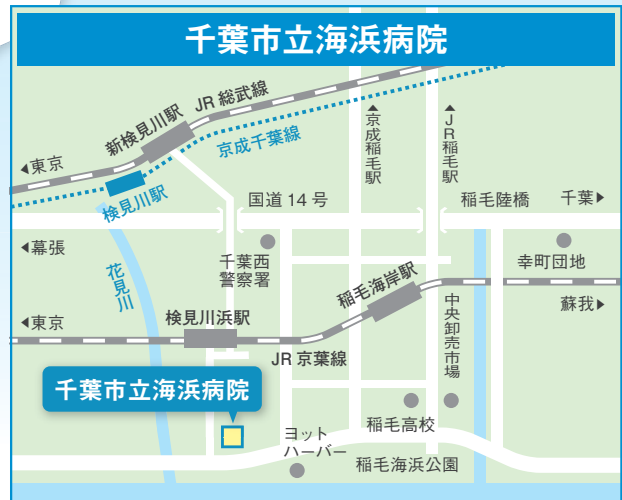 千葉市立海浜病院
JR 総武線
新検見川駅
◀東京
京成千葉線
検見川駅
▲京成稲毛駅
▲JR稲毛駅
国道 14 号
稲毛陸橋
千葉▶
◀幕張
花見川
千葉西
警察署
稲毛海岸駅
幸町団地
蘇我▶
◀東京
検見川浜駅
JR 京葉線
中央卸売市場
千葉市立海浜病院
稲毛高校
ヨット
ハーバー
稲毛海浜公園